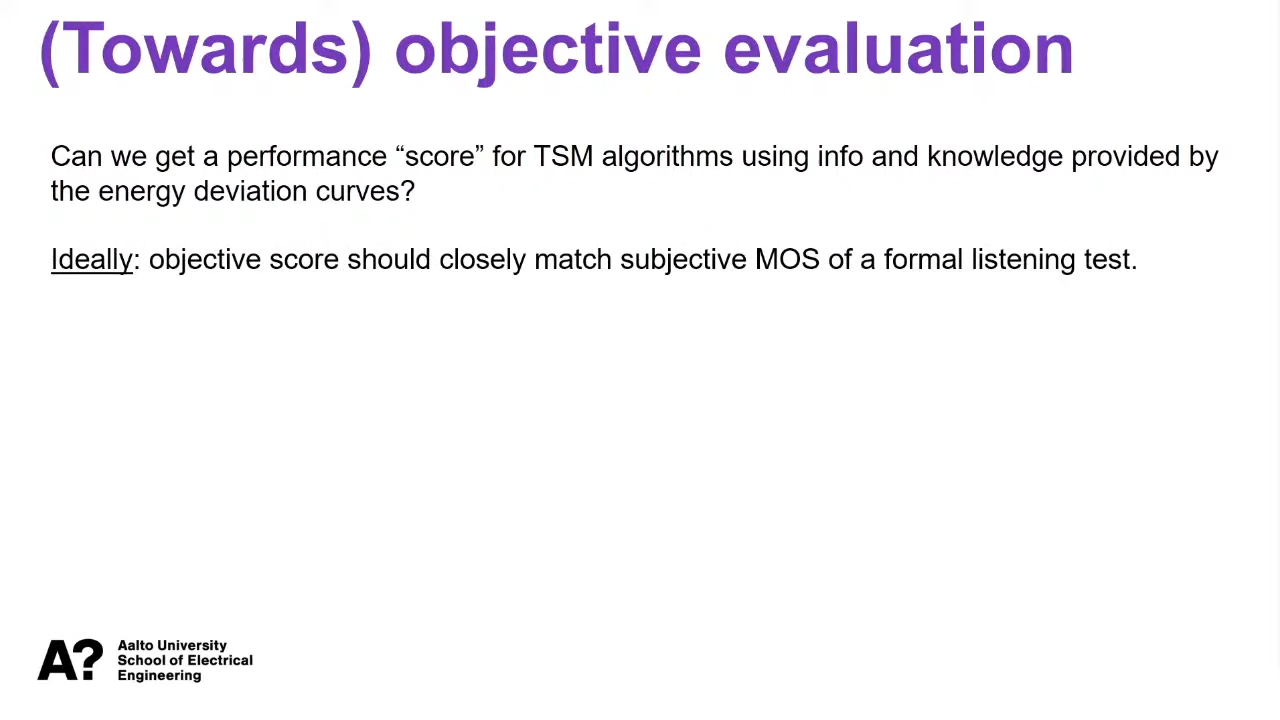 (Towards) objective evaluation
Can we get a performance “score” for TSM algorithms using info and knowledge provided by
the energy deviation curves?
Ideally: objective score should closely match subjective MOS of a formal listening test.
A?
Aalto University
School of Electrical
Engineering